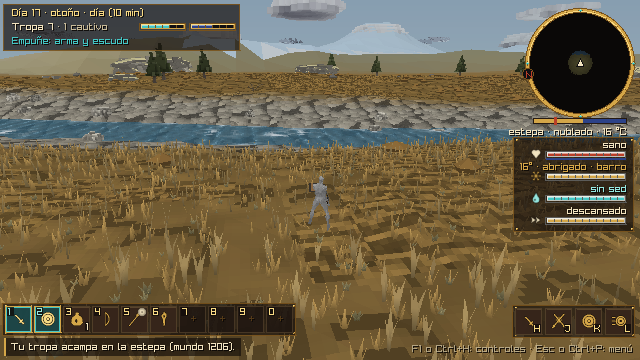 Día 17 · otoño · día (10 min)
Tropa 7 · 1 cautivo
Empuñe: arma y escudo
N
estepa · nublado · 16 °C
sano
16° · abrigado · barro
sin sed
descansado
1 2 3 4 5 6 7 8 9 0
1
H J K L
Tu tropa acampa en la estepa (mundo 1206).
F1 o Ctrl+H: controles · Esc o Ctrl+P: menú